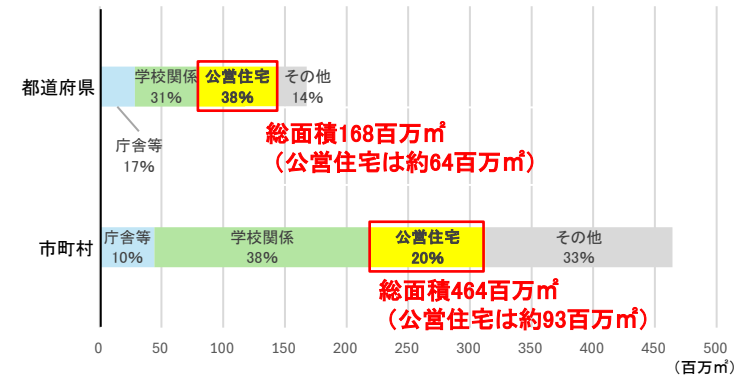 都道府県
学校関係
31%
公営住宅
38%
その他
14%
庁舎等
17%
総面積168百万㎡
（公営住宅は約64百万㎡）
市町村
庁舎等
10%
学校関係
38%
公営住宅
20%
その他
33%
総面積464百万㎡
（公営住宅は約93百万㎡）
0 50 100 150 200 250 300 350 400 450 500
（百万㎡）